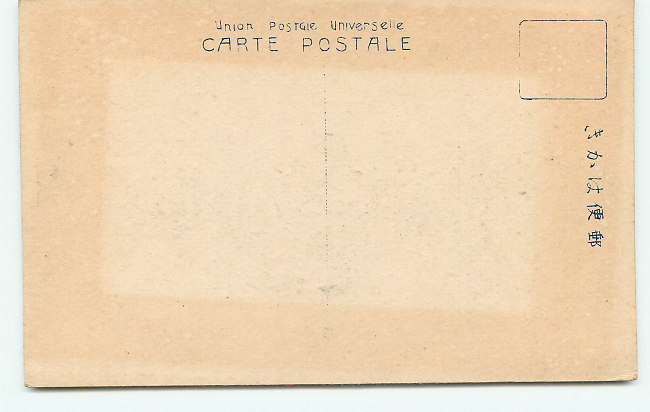 Union Postale Universelle
CARTE POSTALE
郵便はかき